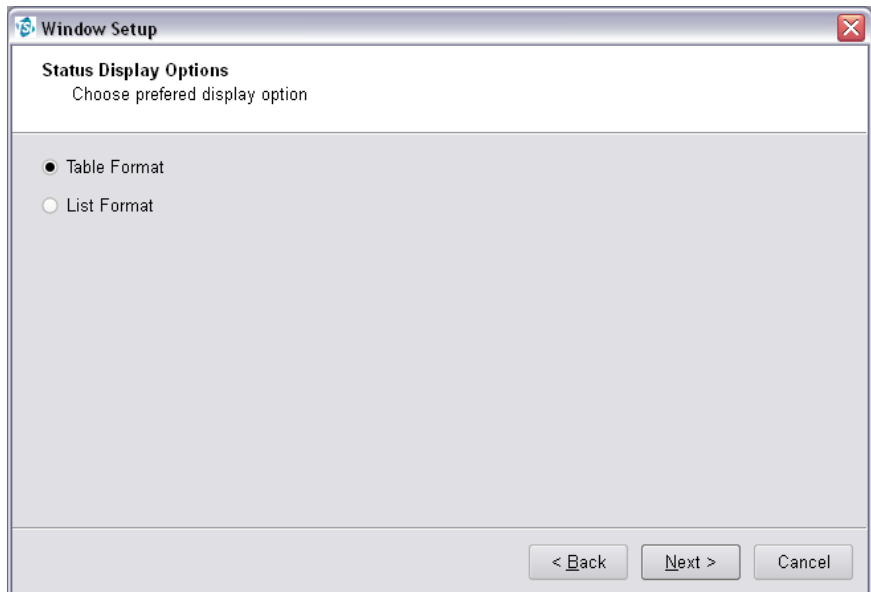 Window Setup
Status Display Options
Choose prefered display option
Table Format
List Format
< Back
Next >
Cancel